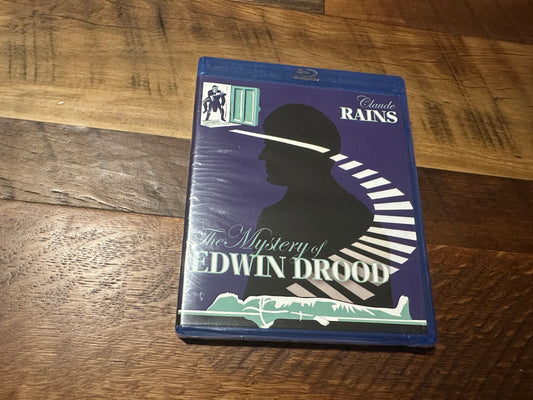 Claude
RAINS
The Mystery of
EDWIN DROOD